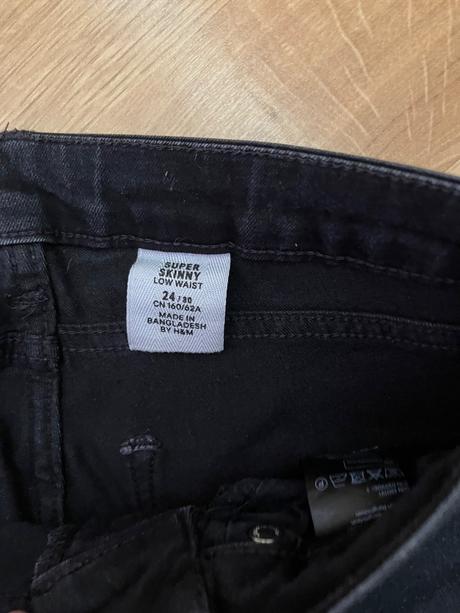 SUPER
SKINNY
LOW WAIST
24/30
CN 160/62A
MADE IN
BANGLADESH
BY H&M